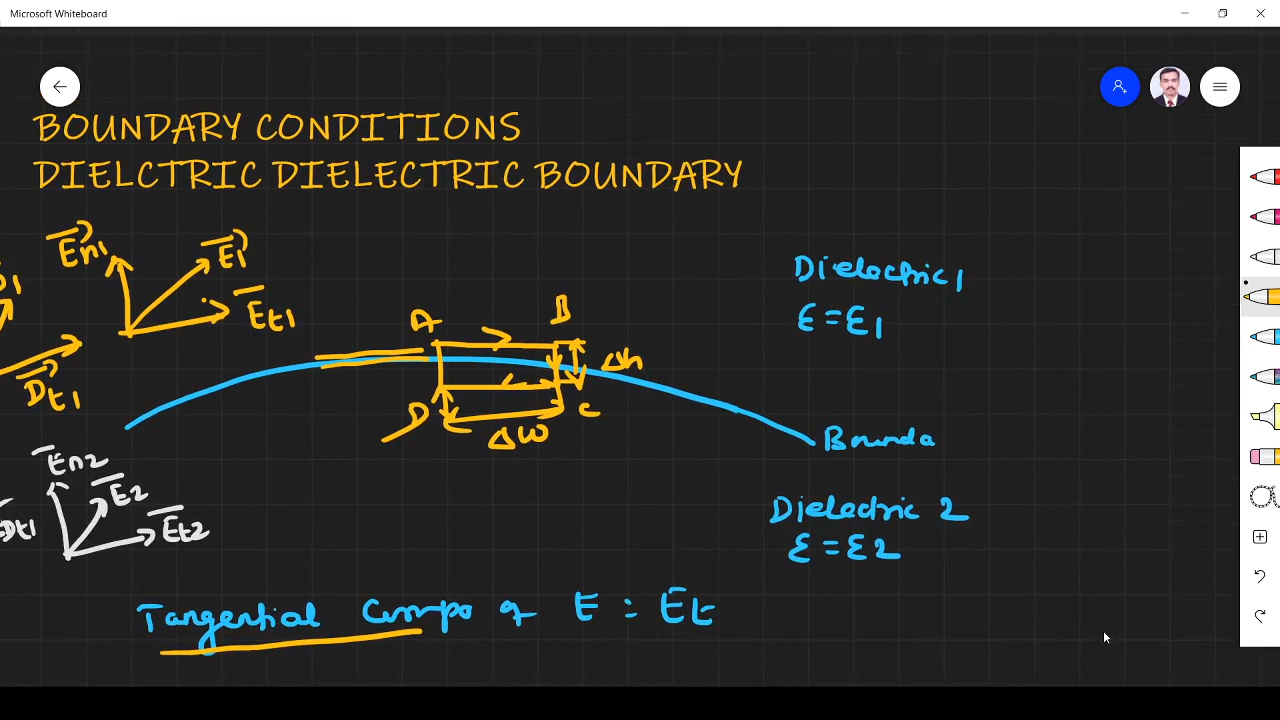 Microsoft Whiteboard
BOUNDARY CONDITIONS
DIELCTRIC DIELECTRIC BOUNDARY
En1
E1
Et1
Dt1
A
B
Δh
D
C
Δw
Dielectric 1
ε = ε1
Bounda
En2
E2
Et2
Dt1
Dielectric 2
ε = ε2
Tangential Compo of E : Et